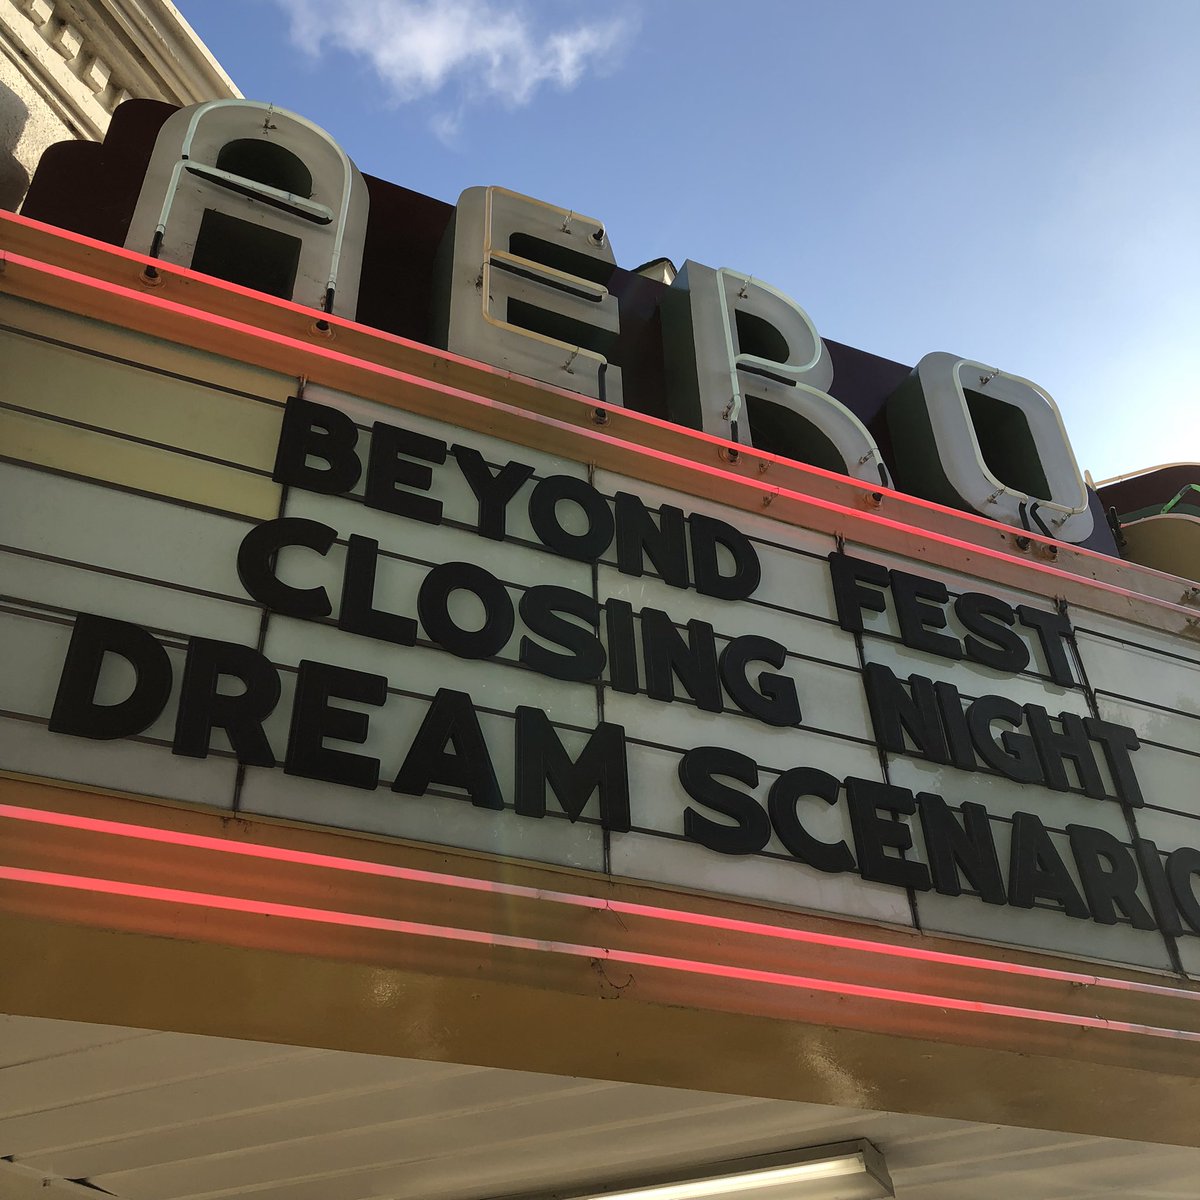 AERO
BEYOND FEST
CLOSING NIGHT
DREAM SCENARIO